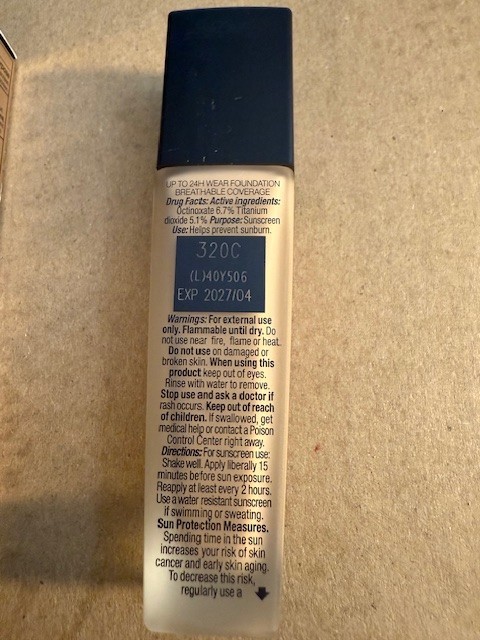 UP TO 24H WEAR FOUNDATION
BREATHABLE COVERAGE
Drug Facts: Active ingredients:
Octinoxate 6.7% Titanium
dioxide 5.1% Purpose: Sunscreen
Use: Helps prevent sunburn.
320C
(L)40Y506
EXP 2027/04
Warnings: For external use
only. Flammable until dry. Do
not use near fire, flame or heat.
Do not use on damaged or
broken skin. When using this
product keep out of eyes.
Rinse with water to remove.
Stop use and ask a doctor if
rash occurs. Keep out of reach
of children. If swallowed, get
medical help or contact a Poison
Control Center right away.
Directions: For sunscreen use:
Shake well. Apply liberally 15
minutes before sun exposure.
Reapply at least every 2 hours.
Use a water resistant sunscreen
if swimming or sweating.
Sun Protection Measures.
Spending time in the sun
increases your risk of skin
cancer and early skin aging.
To decrease this risk,
regularly use a